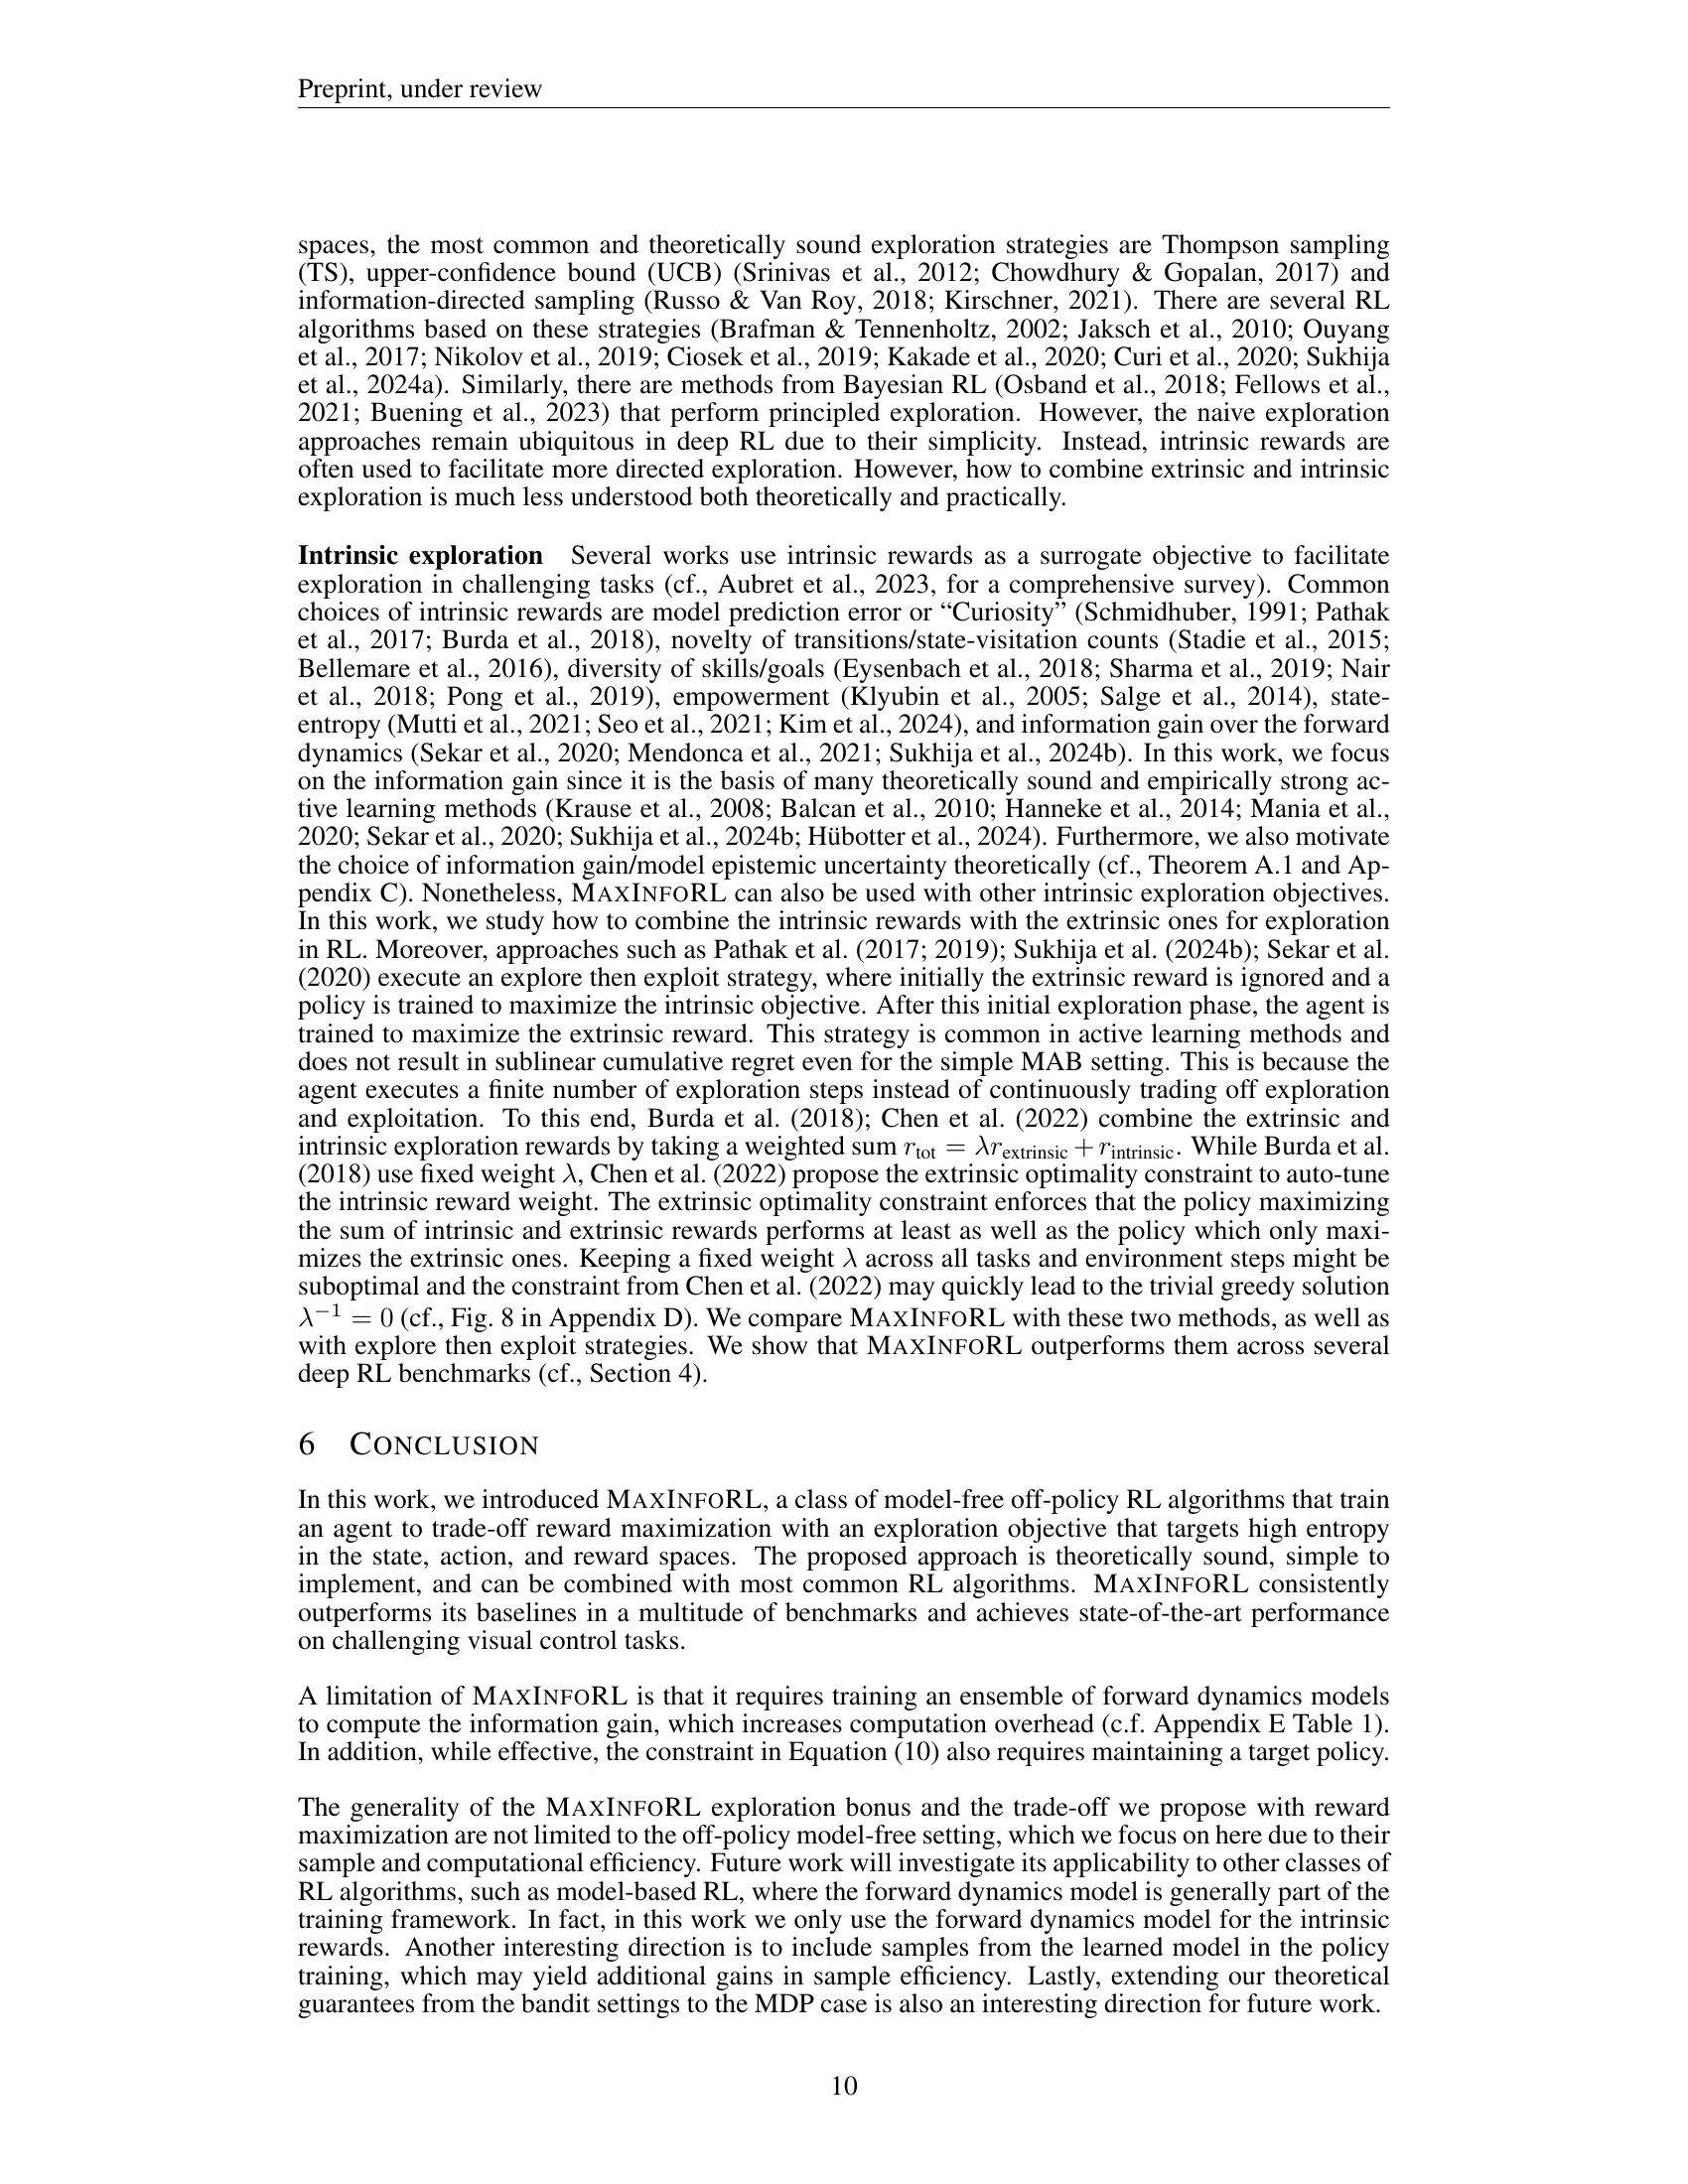 Preprint, under review
spaces, the most common and theoretically sound exploration strategies are Thompson sampling
(TS), upper-confidence bound (UCB) (Srinivas et al., 2012; Chowdhury & Gopalan, 2017) and
information-directed sampling (Russo & Van Roy, 2018; Kirschner, 2021). There are several RL
algorithms based on these strategies (Brafman & Tennenholtz, 2002; Jaksch et al., 2010; Ouyang
et al., 2017; Nikolov et al., 2019; Ciosek et al., 2019; Kakade et al., 2020; Curi et al., 2020; Sukhija
et al., 2024a). Similarly, there are methods from Bayesian RL (Osband et al., 2018; Fellows et al.,
2021; Buening et al., 2023) that perform principled exploration. However, the naive exploration
approaches remain ubiquitous in deep RL due to their simplicity. Instead, intrinsic rewards are
often used to facilitate more directed exploration. However, how to combine extrinsic and intrinsic
exploration is much less understood both theoretically and practically.
Intrinsic exploration Several works use intrinsic rewards as a surrogate objective to facilitate
exploration in challenging tasks (cf., Aubret et al., 2023, for a comprehensive survey). Common
choices of intrinsic rewards are model prediction error or “Curiosity” (Schmidhuber, 1991; Pathak
et al., 2017; Burda et al., 2018), novelty of transitions/state-visitation counts (Stadie et al., 2015;
Bellemare et al., 2016), diversity of skills/goals (Eysenbach et al., 2018; Sharma et al., 2019; Nair
et al., 2018; Pong et al., 2019), empowerment (Klyubin et al., 2005; Salge et al., 2014), state-
entropy (Mutti et al., 2021; Seo et al., 2021; Kim et al., 2024), and information gain over the forward
dynamics (Sekar et al., 2020; Mendonca et al., 2021; Sukhija et al., 2024b). In this work, we focus
on the information gain since it is the basis of many theoretically sound and empirically strong ac-
tive learning methods (Krause et al., 2008; Balcan et al., 2010; Hanneke et al., 2014; Mania et al.,
2020; Sekar et al., 2020; Sukhija et al., 2024b; Hübotter et al., 2024). Furthermore, we also motivate
the choice of information gain/model epistemic uncertainty theoretically (cf., Theorem A.1 and Ap-
pendix C). Nonetheless, MAXINFORL can also be used with other intrinsic exploration objectives.
In this work, we study how to combine the intrinsic rewards with the extrinsic ones for exploration
in RL. Moreover, approaches such as Pathak et al. (2017; 2019); Sukhija et al. (2024b); Sekar et al.
(2020) execute an explore then exploit strategy, where initially the extrinsic reward is ignored and a
policy is trained to maximize the intrinsic objective. After this initial exploration phase, the agent is
trained to maximize the extrinsic reward. This strategy is common in active learning methods and
does not result in sublinear cumulative regret even for the simple MAB setting. This is because the
agent executes a finite number of exploration steps instead of continuously trading off exploration
and exploitation. To this end, Burda et al. (2018); Chen et al. (2022) combine the extrinsic and
intrinsic exploration rewards by taking a weighted sum r_tot = λr_extrinsic + r_intrinsic. While Burda et al.
(2018) use fixed weight λ, Chen et al. (2022) propose the extrinsic optimality constraint to auto-tune
the intrinsic reward weight. The extrinsic optimality constraint enforces that the policy maximizing
the sum of intrinsic and extrinsic rewards performs at least as well as the policy which only maxi-
mizes the extrinsic ones. Keeping a fixed weight λ across all tasks and environment steps might be
suboptimal and the constraint from Chen et al. (2022) may quickly lead to the trivial greedy solution
λ⁻¹ = 0 (cf., Fig. 8 in Appendix D). We compare MAXINFORL with these two methods, as well as
with explore then exploit strategies. We show that MAXINFORL outperforms them across several
deep RL benchmarks (cf., Section 4).
6 CONCLUSION
In this work, we introduced MAXINFORL, a class of model-free off-policy RL algorithms that train
an agent to trade-off reward maximization with an exploration objective that targets high entropy
in the state, action, and reward spaces. The proposed approach is theoretically sound, simple to
implement, and can be combined with most common RL algorithms. MAXINFORL consistently
outperforms its baselines in a multitude of benchmarks and achieves state-of-the-art performance
on challenging visual control tasks.
A limitation of MAXINFORL is that it requires training an ensemble of forward dynamics models
to compute the information gain, which increases computation overhead (c.f. Appendix E Table 1).
In addition, while effective, the constraint in Equation (10) also requires maintaining a target policy.
The generality of the MAXINFORL exploration bonus and the trade-off we propose with reward
maximization are not limited to the off-policy model-free setting, which we focus on here due to their
sample and computational efficiency. Future work will investigate its applicability to other classes of
RL algorithms, such as model-based RL, where the forward dynamics model is generally part of the
training framework. In fact, in this work we only use the forward dynamics model for the intrinsic
rewards. Another interesting direction is to include samples from the learned model in the policy
training, which may yield additional gains in sample efficiency. Lastly, extending our theoretical
guarantees from the bandit settings to the MDP case is also an interesting direction for future work.
10